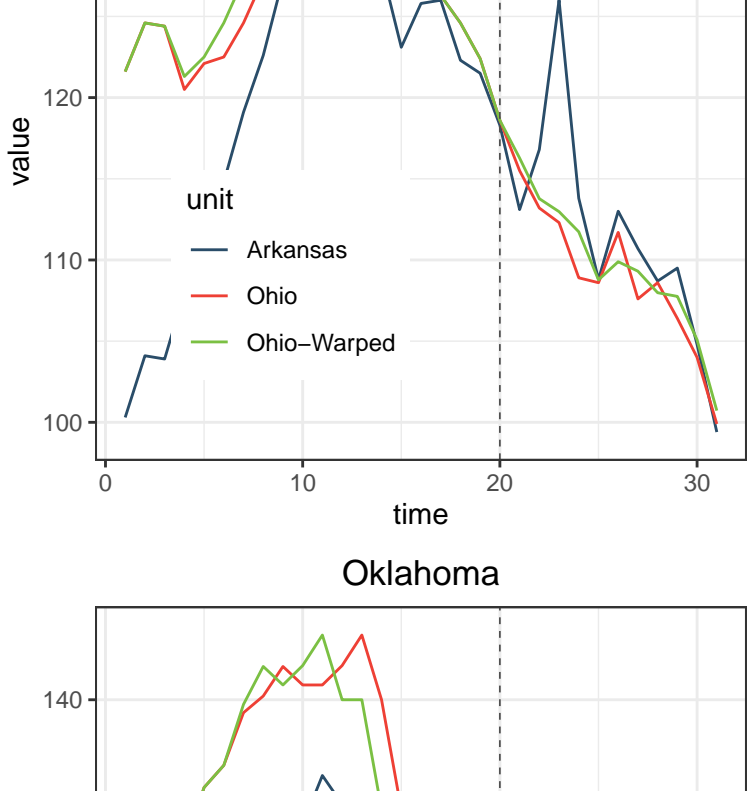 120
value
unit
Arkansas
110
Ohio
Ohio−Warped
100
0 10 20 30
time
Oklahoma
140